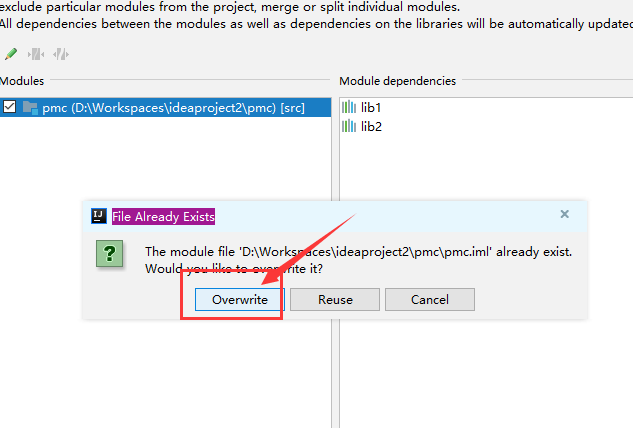 exclude particular modules from the project, merge or split individual modules.
All dependencies between the modules as well as dependencies on the libraries will be automatically updated
Modules
Module dependencies
pmc (D:\Workspaces\ideaproject2\pmc) [src]
lib1
lib2
IJ
File Already Exists
?
The module file 'D:\Workspaces\ideaproject2\pmc\pmc.iml' already exist.
Would you like to overwrite it?
Overwrite
Reuse
Cancel